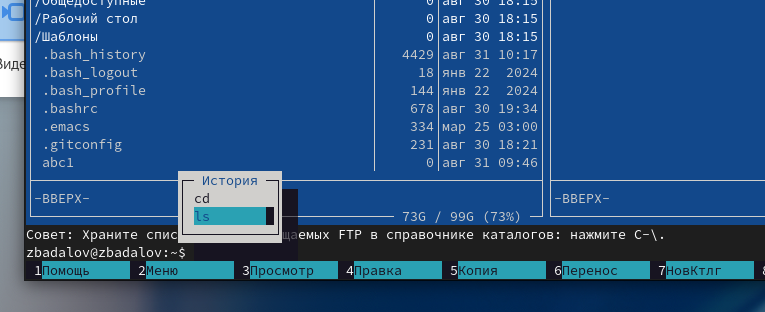 /Общедоступные 0 авг 30 18:15
/Рабочий стол 0 авг 30 18:15
/Шаблоны 0 авг 30 18:15
.bash_history 4429 авг 31 10:17
.bash_logout 18 янв 22 2024
.bash_profile 144 янв 22 2024
.bashrc 678 авг 30 19:34
.emacs 334 мар 25 03:00
.gitconfig 231 авг 30 18:21
abc1 0 авг 31 09:46
История
cd
ls
-ВВЕРХ- -ВВЕРХ-
73G / 99G (73%)
Совет: Храните спис аемых FTP в справочнике каталогов: нажмите C-\.
zbadalov@zbadalov:~$
1Помощь 2Меню 3Просмотр 4Правка 5Копия 6Перенос 7НовКтлг 8
Виде